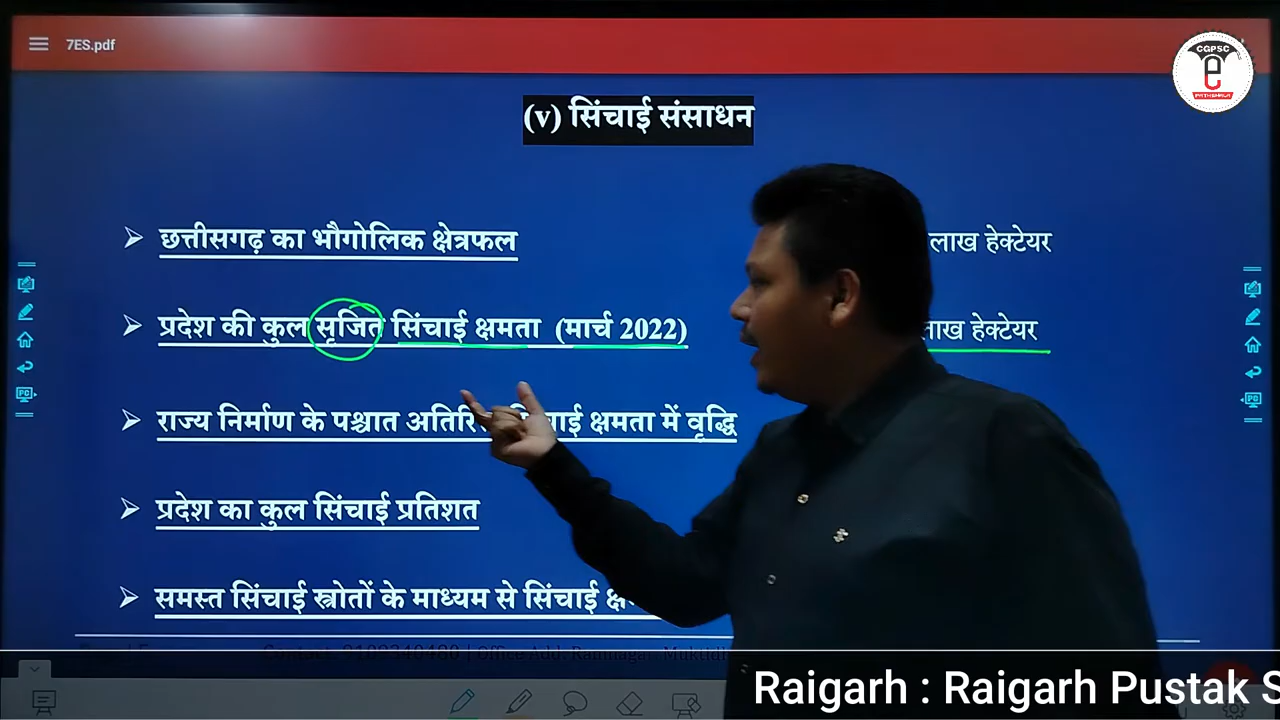 7ES.pdf
CGPSC
PATHSHALA
(v) सिंचाई संसाधन
छत्तीसगढ़ का भौगोलिक क्षेत्रफल लाख हेक्टेयर
प्रदेश की कुल सृजित सिंचाई क्षमता (मार्च 2022) लाख हेक्टेयर
राज्य निर्माण के पश्चात क्षमता में वृद्धि
प्रदेश का कुल सिंचाई प्रतिशत
समस्त सिंचाई स्त्रोतों के माध्यम से सिंचाई
Raigarh : Raigarh Pustak